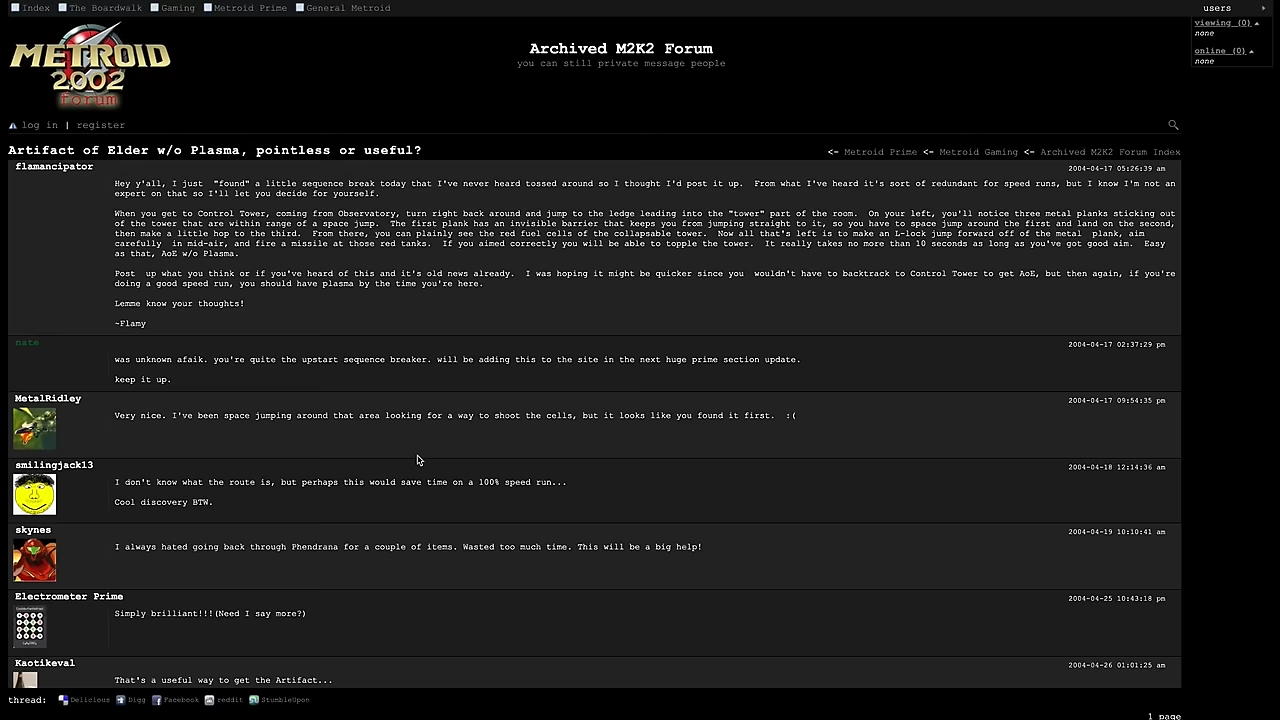 Index The Boardwalk Gaming Metroid Prime General Metroid
users
viewing (0)
none
online (0)
none
METROID
2002
forum
Archived M2K2 Forum
you can still private message people
log in | register
Artifact of Elder w/o Plasma, pointless or useful?
<= Metroid Prime <= Metroid Gaming <= Archived M2K2 Forum Index
flamancipator
2004-04-17 05:26:39 am
Hey y'all, I just "found" a little sequence break today that I've never heard tossed around so I thought I'd post it up. From what I've heard it's sort of redundant for speed runs, but I know I'm not an
expert on that so I'll let you decide for yourself.
When you get to Control Tower, coming from Observatory, turn right back around and jump to the ledge leading into the "tower" part of the room. On your left, you'll notice three metal planks sticking out
of the tower that are within range of a space jump. The first plank has an invisible barrier that keeps you from jumping straight to it, so you have to space jump around the first and land on the second,
then make a little hop to the third. From there, you can plainly see the red fuel cells of the collapsable tower. Now all that's left is to make an L-lock jump forward off of the metal plank, aim
carefully in mid-air, and fire a missile at those red tanks. If you aimed correctly you will be able to topple the tower. It really takes no more than 10 seconds as long as you've got good aim. Easy
as that, AoE w/o Plasma.
Post up what you think or if you've heard of this and it's old news already. I was hoping it might be quicker since you wouldn't have to backtrack to Control Tower to get AoE, but then again, if you're
doing a good speed run, you should have plasma by the time you're here.
Lemme know your thoughts!
~Flamy
nate
2004-04-17 02:37:29 pm
was unknown afaik. you're quite the upstart sequence breaker. will be adding this to the site in the next huge prime section update.
keep it up.
MetalRidley
2004-04-17 09:54:35 pm
Very nice. I've been space jumping around that area looking for a way to shoot the cells, but it looks like you found it first. :(
smilingjack13
2004-04-18 12:14:36 am
I don't know what the route is, but perhaps this would save time on a 100% speed run...
Cool discovery BTW.
skynes
2004-04-19 10:10:41 am
I always hated going back through Phendrana for a couple of items. Wasted too much time. This will be a big help!
Electrometer Prime
2004-04-25 10:43:18 pm
Simply brilliant!!!(Need I say more?)
Kaotikeval
2004-04-26 01:01:25 am
That's a useful way to get the Artifact...
thread: Delicious Digg Facebook reddit StumbleUpon
1 page